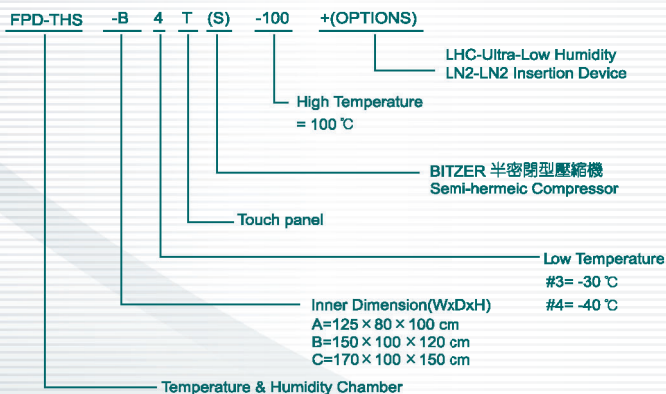 FPD-THS -B 4 T (S) -100 +(OPTIONS)
LHC-Ultra-Low Humidity
LN2-LN2 Insertion Device
High Temperature
= 100 ℃
BITZER 半密閉型壓縮機
Semi-hermeic Compressor
Touch panel
Low Temperature
#3= -30 ℃
#4= -40 ℃
Inner Dimension(WxDxH)
A=125×80×100 cm
B=150×100×120 cm
C=170×100×150 cm
Temperature & Humidity Chamber